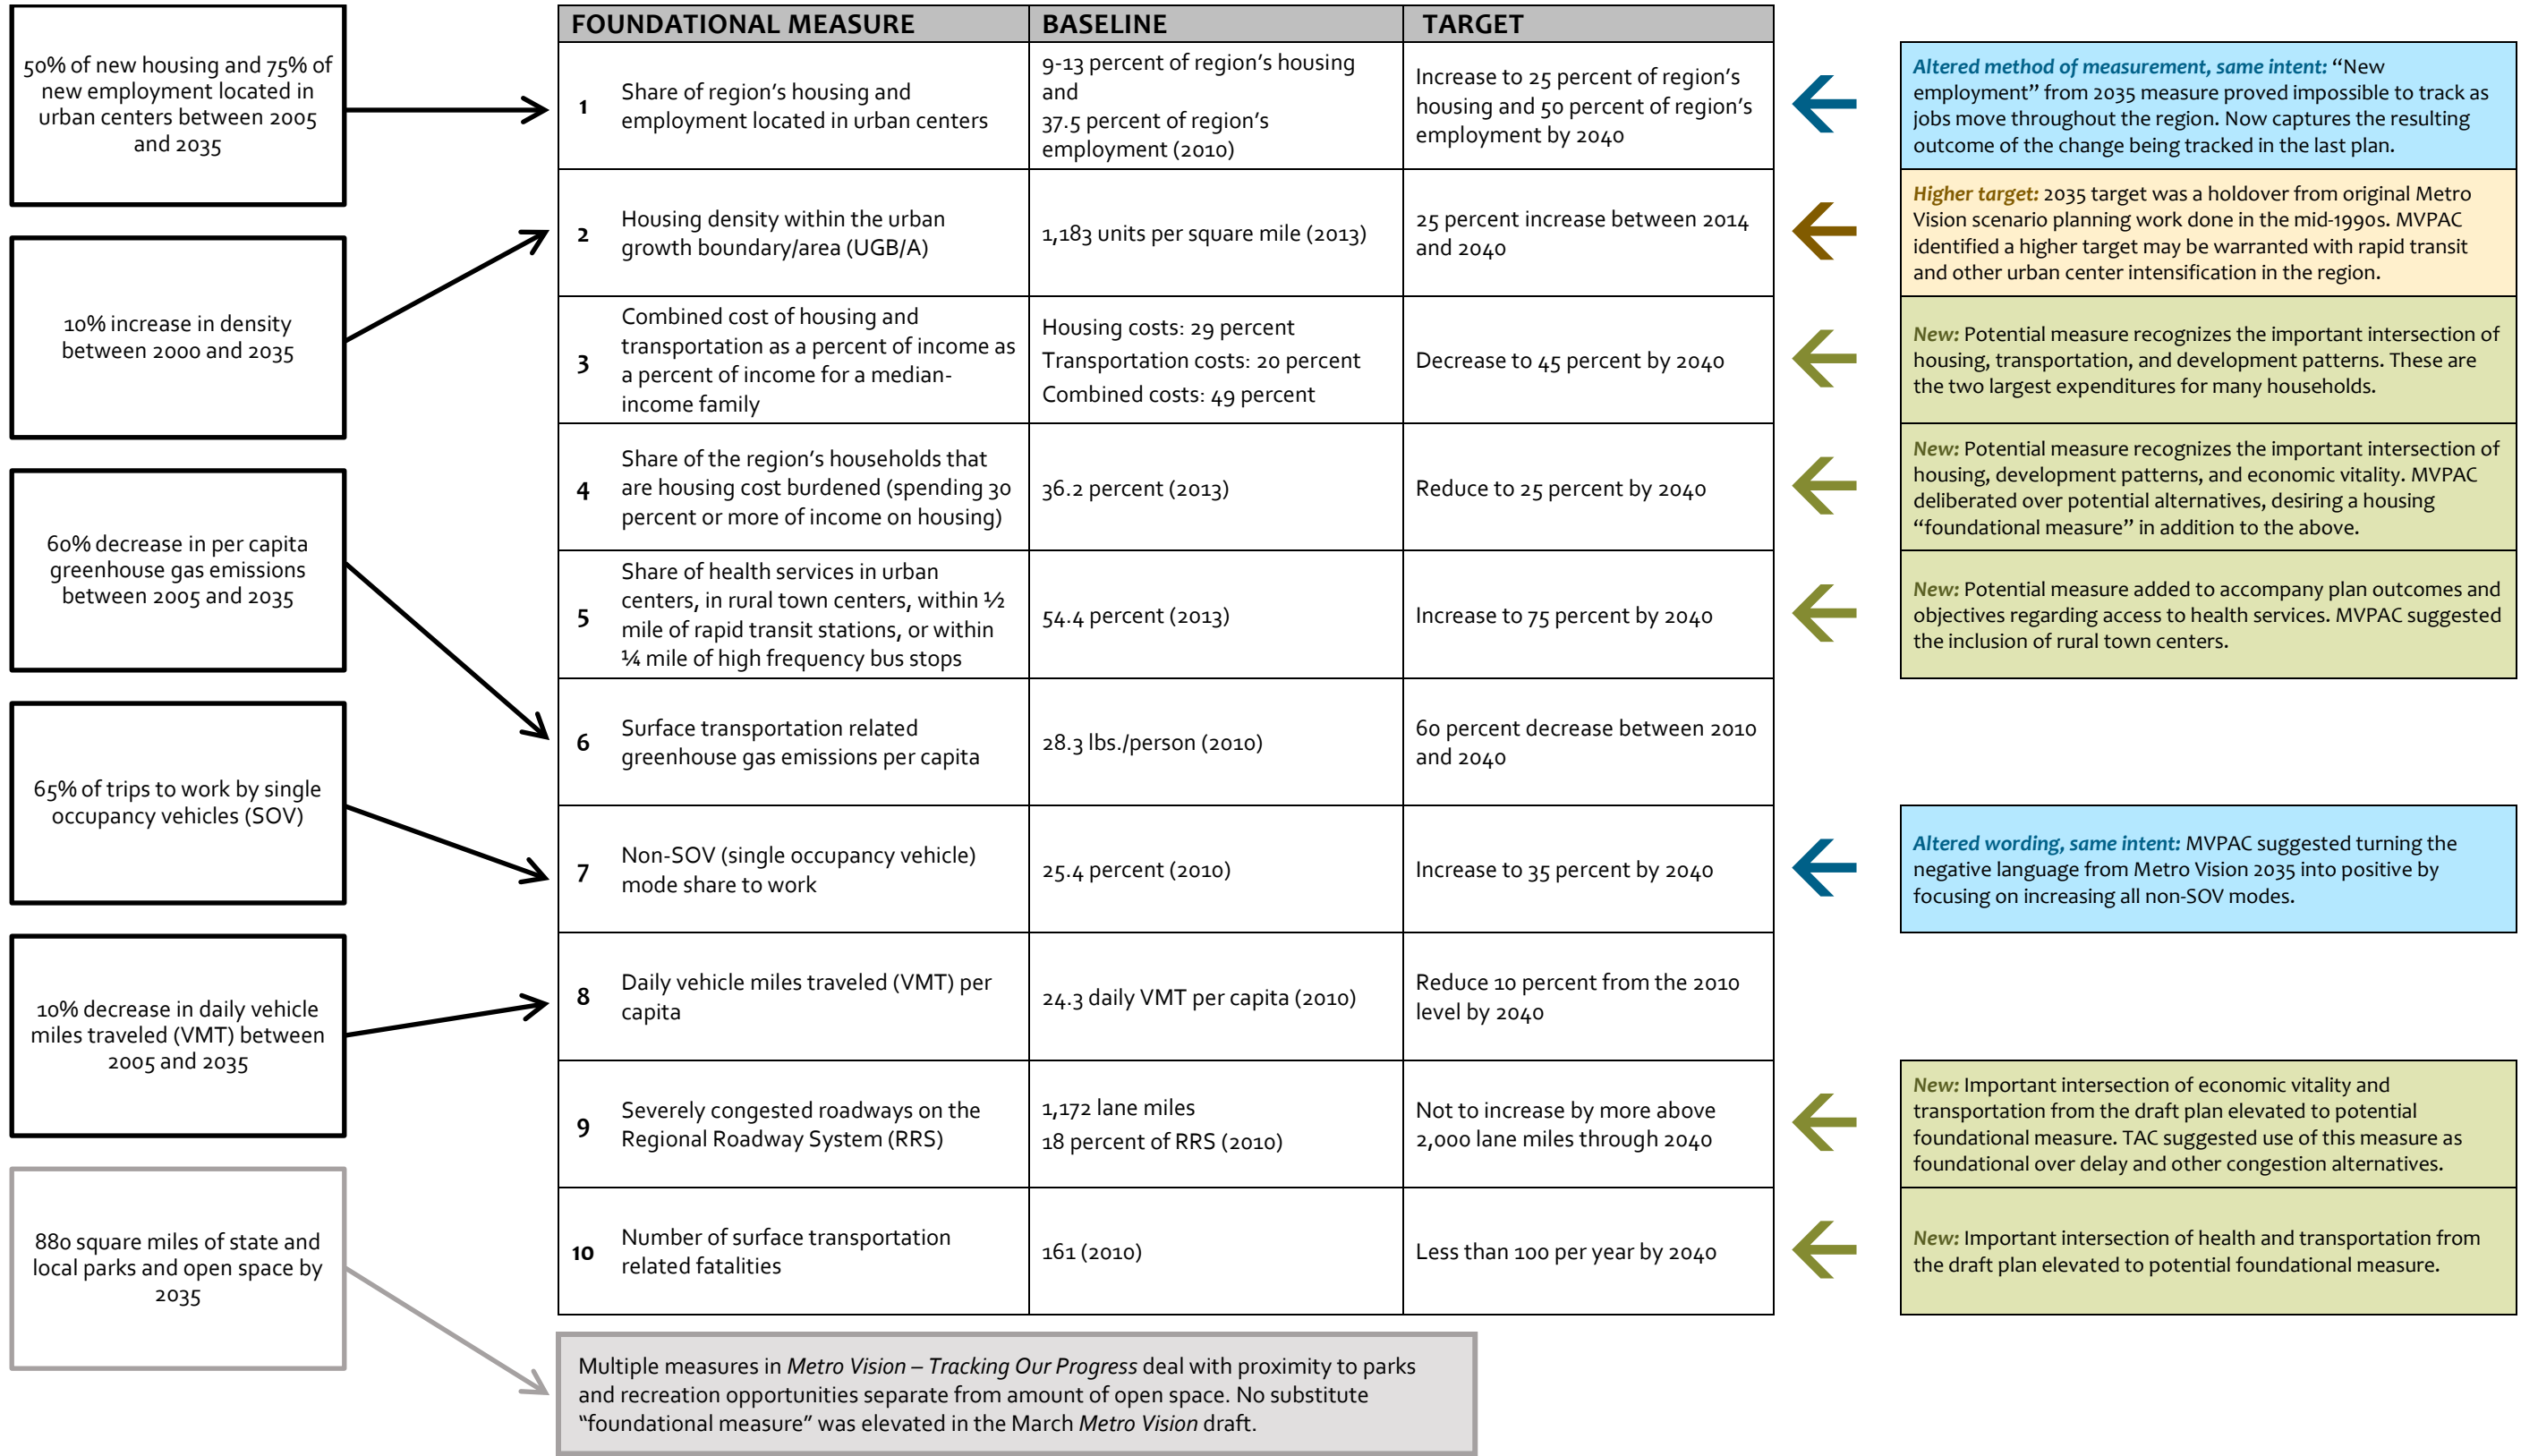 50% of new housing and 75% of
new employment located in
urban centers between 2005
and 2035
10% increase in density
between 2000 and 2035
60% decrease in per capita
greenhouse gas emissions
between 2005 and 2035
65% of trips to work by single
occupancy vehicles (SOV)
10% decrease in daily vehicle
miles traveled (VMT) between
2005 and 2035
880 square miles of state and
local parks and open space by
2035
FOUNDATIONAL MEASURE
BASELINE
TARGET
1
Share of region’s housing and
employment located in urban centers
9-13 percent of region’s housing
and
37.5 percent of region’s
employment (2010)
Increase to 25 percent of region’s
housing and 50 percent of region’s
employment by 2040
2
Housing density within the urban
growth boundary/area (UGB/A)
1,183 units per square mile (2013)
25 percent increase between 2014
and 2040
3
Combined cost of housing and
transportation as a percent of income as
a percent of income for a median-
income family
Housing costs: 29 percent
Transportation costs: 20 percent
Combined costs: 49 percent
Decrease to 45 percent by 2040
4
Share of the region’s households that
are housing cost burdened (spending 30
percent or more of income on housing)
36.2 percent (2013)
Reduce to 25 percent by 2040
5
Share of health services in urban
centers, in rural town centers, within ½
mile of rapid transit stations, or within
¼ mile of high frequency bus stops
54.4 percent (2013)
Increase to 75 percent by 2040
6
Surface transportation related
greenhouse gas emissions per capita
28.3 lbs./person (2010)
60 percent decrease between 2010
and 2040
7
Non-SOV (single occupancy vehicle)
mode share to work
25.4 percent (2010)
Increase to 35 percent by 2040
8
Daily vehicle miles traveled (VMT) per
capita
24.3 daily VMT per capita (2010)
Reduce 10 percent from the 2010
level by 2040
9
Severely congested roadways on the
Regional Roadway System (RRS)
1,172 lane miles
18 percent of RRS (2010)
Not to increase by more above
2,000 lane miles through 2040
10
Number of surface transportation
related fatalities
161 (2010)
Less than 100 per year by 2040
Altered method of measurement, same intent: “New
employment” from 2035 measure proved impossible to track as
jobs move throughout the region. Now captures the resulting
outcome of the change being tracked in the last plan.
Higher target: 2035 target was a holdover from original Metro
Vision scenario planning work done in the mid-1990s. MVPAC
identified a higher target may be warranted with rapid transit
and other urban center intensification in the region.
New: Potential measure recognizes the important intersection of
housing, transportation, and development patterns. These are
the two largest expenditures for many households.
New: Potential measure recognizes the important intersection of
housing, development patterns, and economic vitality. MVPAC
deliberated over potential alternatives, desiring a housing
“foundational measure” in addition to the above.
New: Potential measure added to accompany plan outcomes and
objectives regarding access to health services. MVPAC suggested
the inclusion of rural town centers.
Altered wording, same intent: MVPAC suggested turning the
negative language from Metro Vision 2035 into positive by
focusing on increasing all non-SOV modes.
New: Important intersection of economic vitality and
transportation from the draft plan elevated to potential
foundational measure. TAC suggested use of this measure as
foundational over delay and other congestion alternatives.
New: Important intersection of health and transportation from
the draft plan elevated to potential foundational measure.
Multiple measures in Metro Vision – Tracking Our Progress deal with proximity to parks
and recreation opportunities separate from amount of open space. No substitute
“foundational measure” was elevated in the March Metro Vision draft.